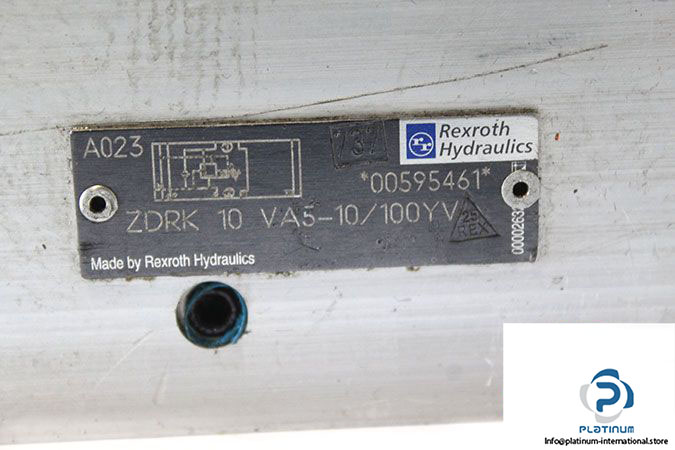 A023
737
Rexroth
Hydraulics
*00595461*
ZDRK 10 VA5-10/100YV
25
REX
Made by Rexroth Hydraulics
PLATINUM
Info@platinum-international.store